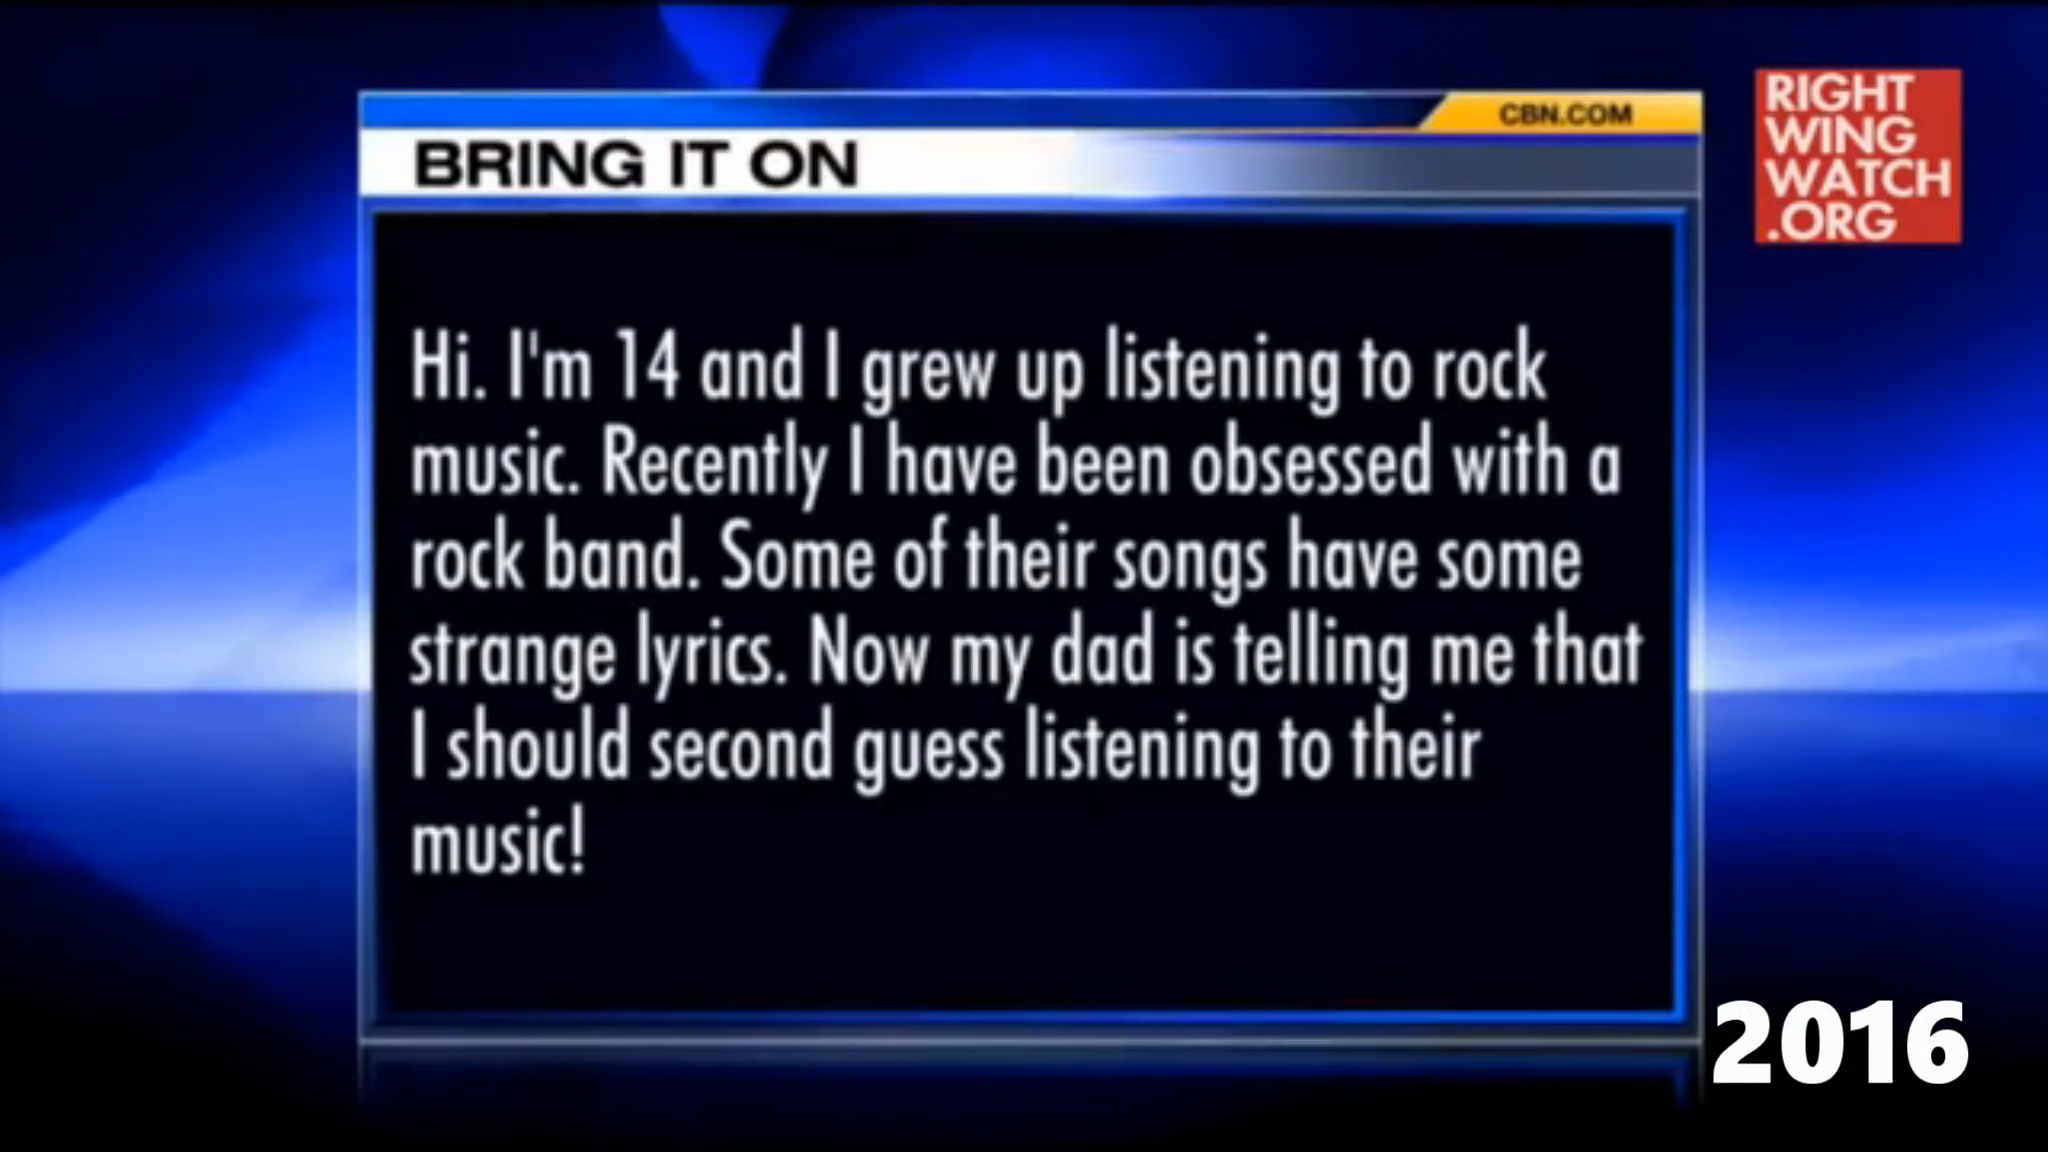 CBN.COM
BRING IT ON
RIGHT
WING
WATCH
.ORG
Hi. I'm 14 and I grew up listening to rock
music. Recently I have been obsessed with a
rock band. Some of their songs have some
strange lyrics. Now my dad is telling me that
I should second guess listening to their
music!
2016